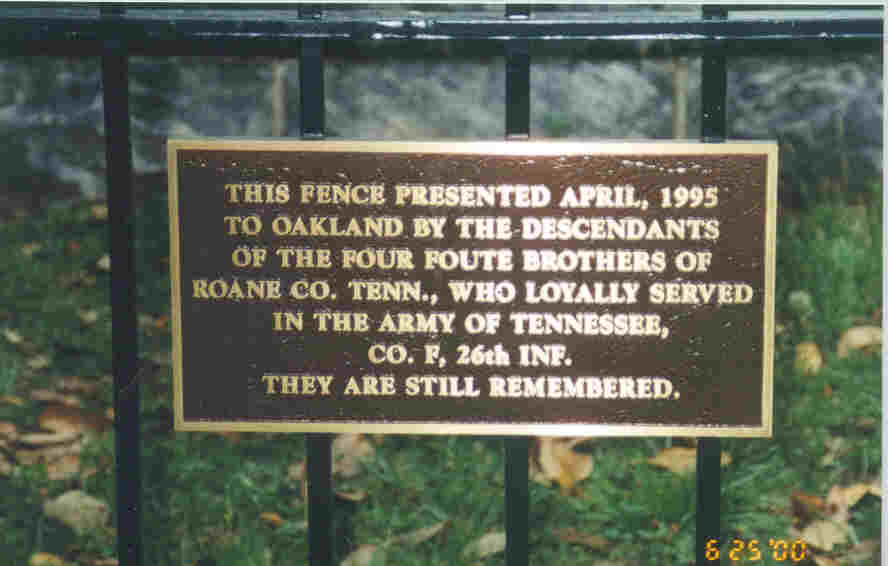 THIS FENCE PRESENTED APRIL, 1995
TO OAKLAND BY THE DESCENDANTS
OF THE FOUR FOUTE BROTHERS OF
ROANE CO. TENN., WHO LOYALLY SERVED
IN THE ARMY OF TENNESSEE,
CO. F, 26th INF.
THEY ARE STILL REMEMBERED.
6 25 '00